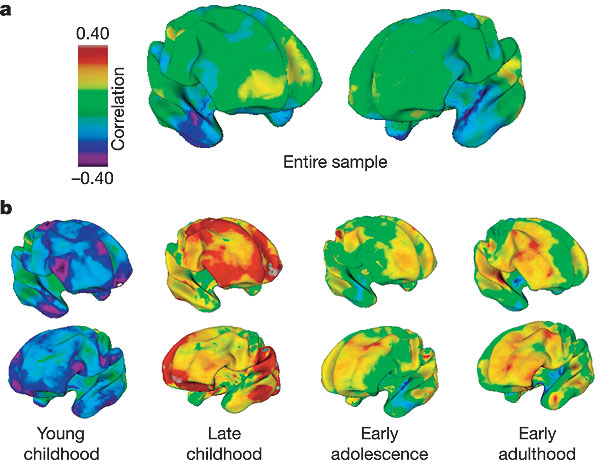 a
0.40
Correlation
−0.40
Entire sample
b
Young
childhood
Late
childhood
Early
adolescence
Early
adulthood